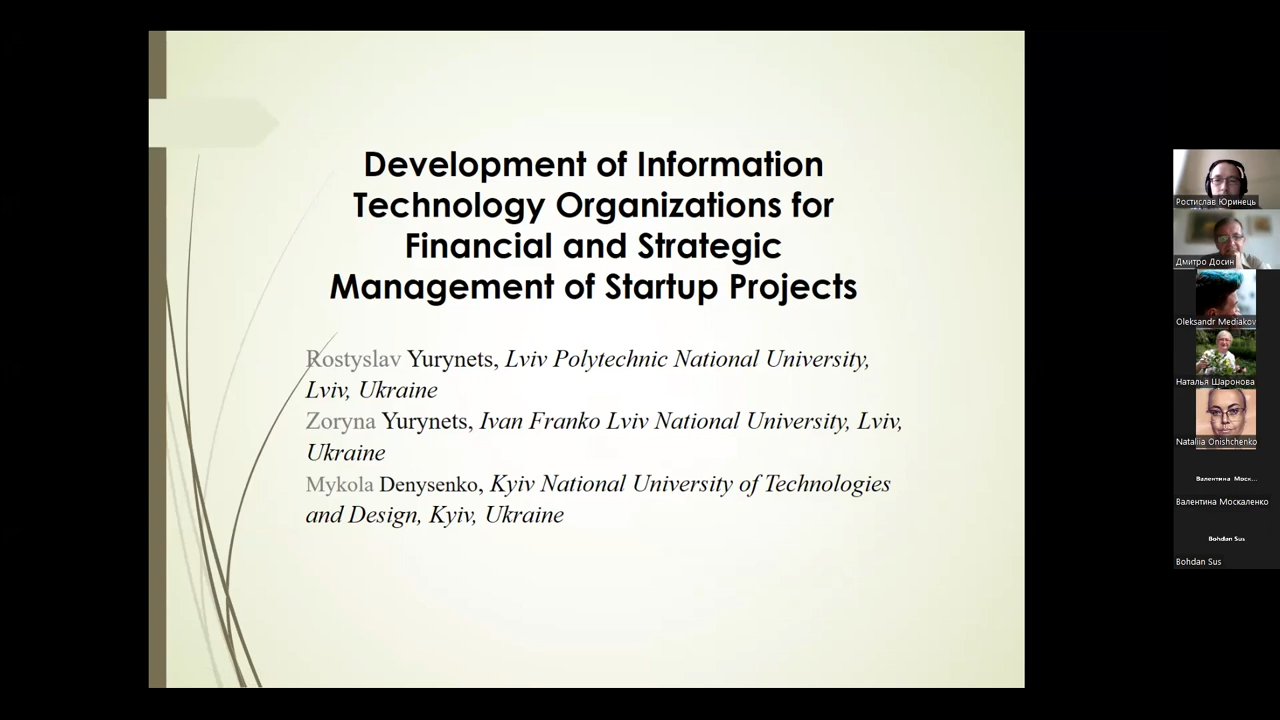 Development of Information
Technology Organizations for
Financial and Strategic
Management of Startup Projects
Rostyslav Yurynets, Lviv Polytechnic National University,
Lviv, Ukraine
Zoryna Yurynets, Ivan Franko Lviv National University, Lviv,
Ukraine
Mykola Denysenko, Kyiv National University of Technologies
and Design, Kyiv, Ukraine
Ростислав Юринець
Дмитро Досин
Oleksandr Mediakov
Наталья Шаронова
Nataliia Onishchenko
Валентина Моск...
Валентина Москаленко
Bohdan Sus
Bohdan Sus